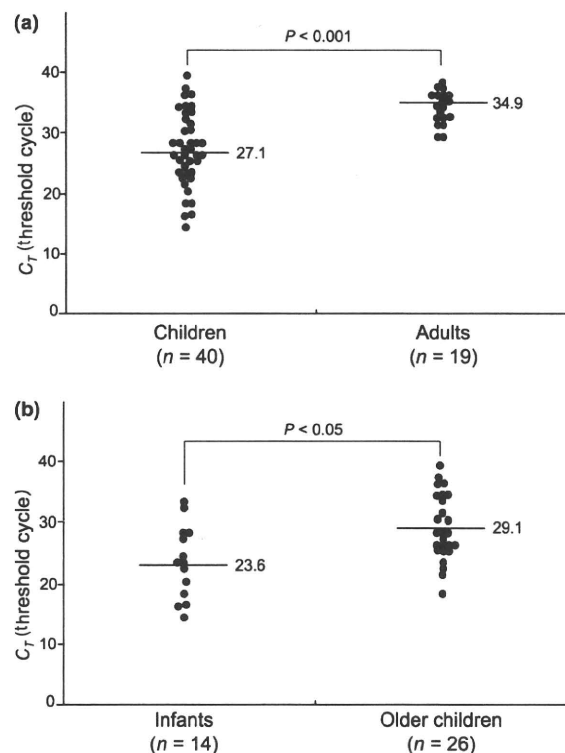 (a)
P < 0.001
40
30
20
10
0
C_T (threshold cycle)
27.1
34.9
Children
(n = 40)
Adults
(n = 19)
(b)
P < 0.05
40
30
20
10
0
C_T (threshold cycle)
23.6
29.1
Infants
(n = 14)
Older children
(n = 26)